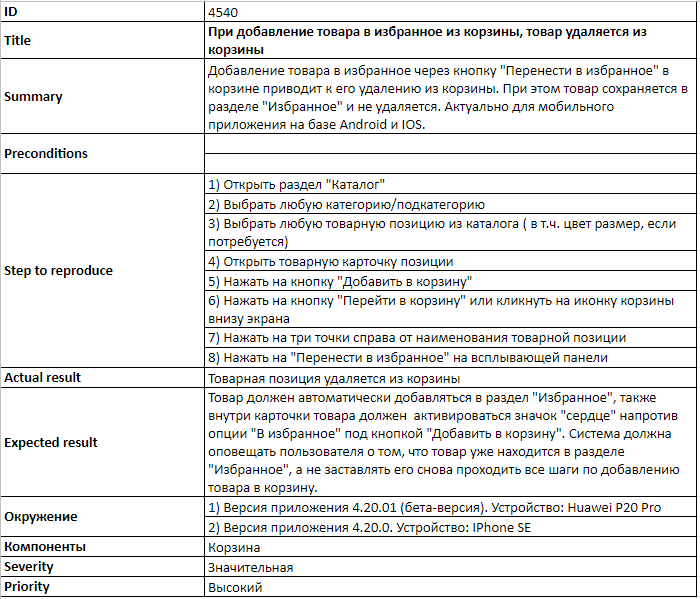 ID
4540
Title
При добавление товара в избранное из корзины, товар удаляется из
корзины
Summary
Добавление товара в избранное через кнопку "Перенести в избранное" в
корзине приводит к его удалению из корзины. При этом товар сохраняется в
разделе "Избранное" и не удаляется. Актуально для мобильного
приложения на базе Android и IOS.
Preconditions
Step to reproduce
1) Открыть раздел "Каталог"
2) Выбрать любую категорию/подкатегорию
3) Выбрать любую товарную позицию из каталога ( в т.ч. цвет размер, если
потребуется)
4) Открыть товарную карточку позиции
5) Нажать на кнопку "Добавить в корзину"
6) Нажать на кнопку "Перейти в корзину" или кликнуть на иконку корзины
внизу экрана
7) Нажать на три точки справа от наименования товарной позиции
8) Нажать на "Перенести в избранное" на всплывающей панели
Actual result
Товарная позиция удаляется из корзины
Expected result
Товар должен автоматически добавляться в раздел "Избранное", также
внутри карточки товара должен активироваться значок "сердце" напротив
опции "В избранное" под кнопкой "Добавить в корзину". Система должна
оповещать пользователя о том, что товар уже находится в разделе
"Избранное", а не заставлять его снова проходить все шаги по добавлению
товара в корзину.
Окружение
1) Версия приложения 4.20.01 (бета-версия). Устройство: Huawei P20 Pro
2) Версия приложения 4.20.0. Устройство: IPhone SE
Компоненты
Корзина
Severity
Значительная
Priority
Высокий